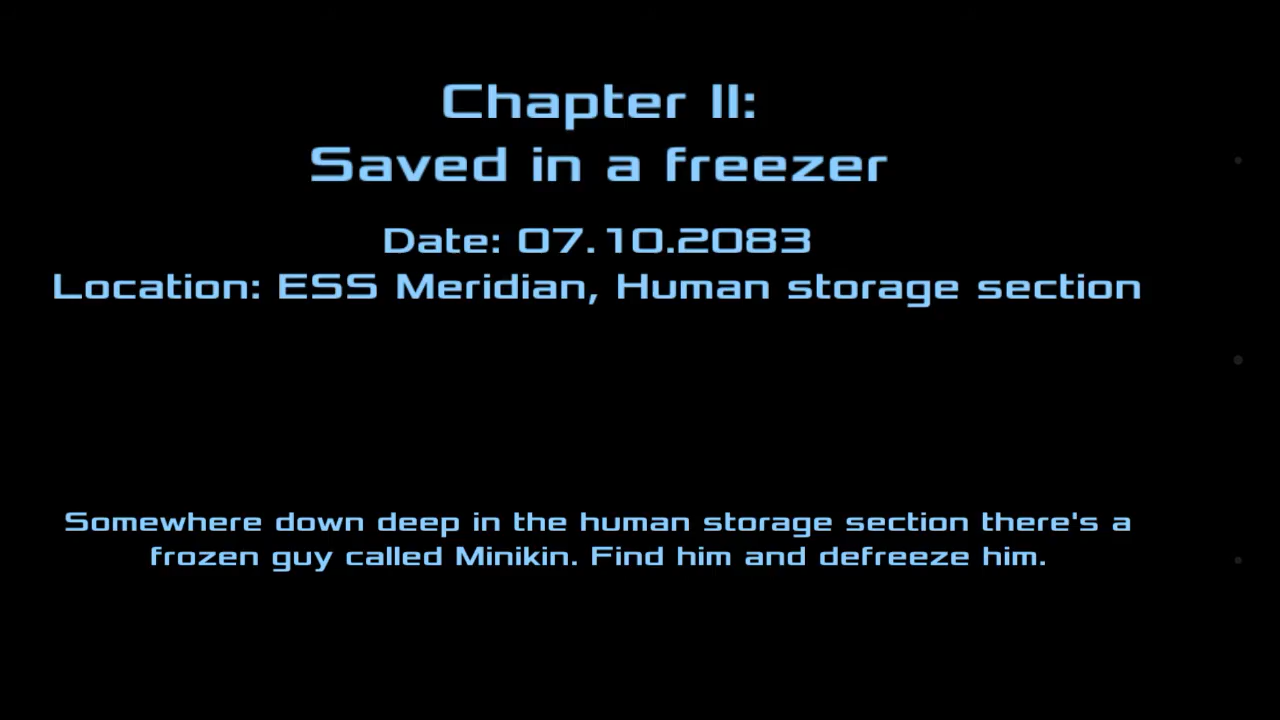 Chapter II:
Saved in a freezer
Date: 07.10.2083
Location: ESS Meridian, Human storage section
Somewhere down deep in the human storage section there's a
frozen guy called Minikin. Find him and defreeze him.